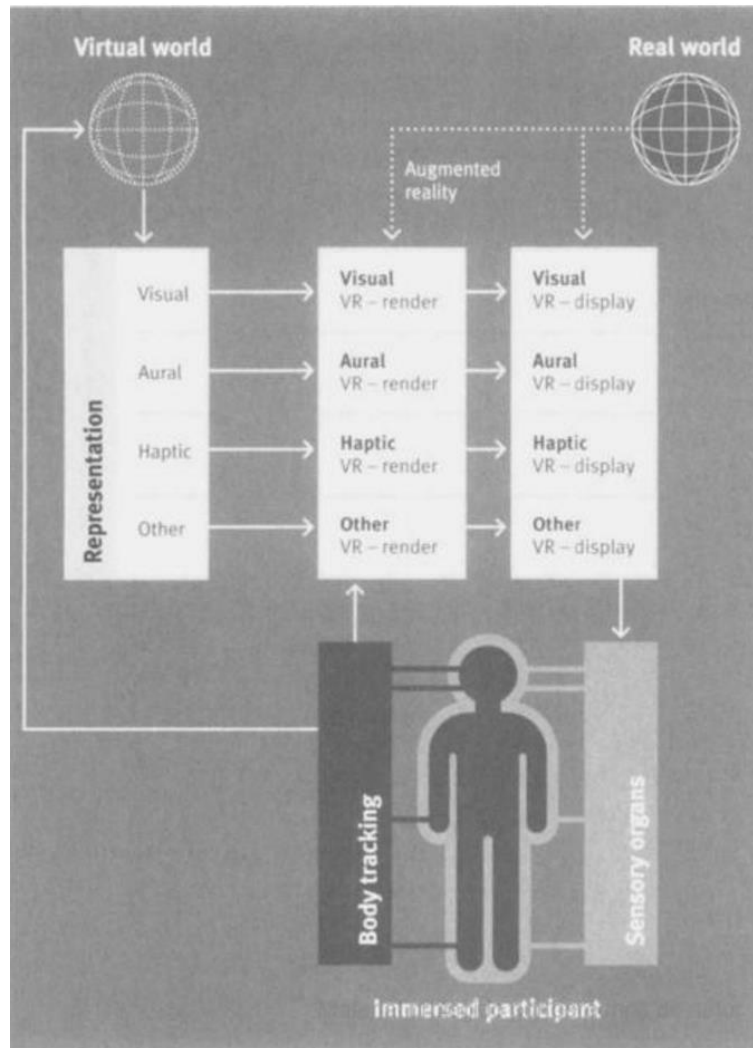 Virtual world
Real world
Augmented
reality
Representation
Visual
Aural
Haptic
Other
Visual
VR – render
Aural
VR – render
Haptic
VR – render
Other
VR – render
Visual
VR – display
Aural
VR – display
Haptic
VR – display
Other
VR – display
Body tracking
Sensory organs
immersed participant